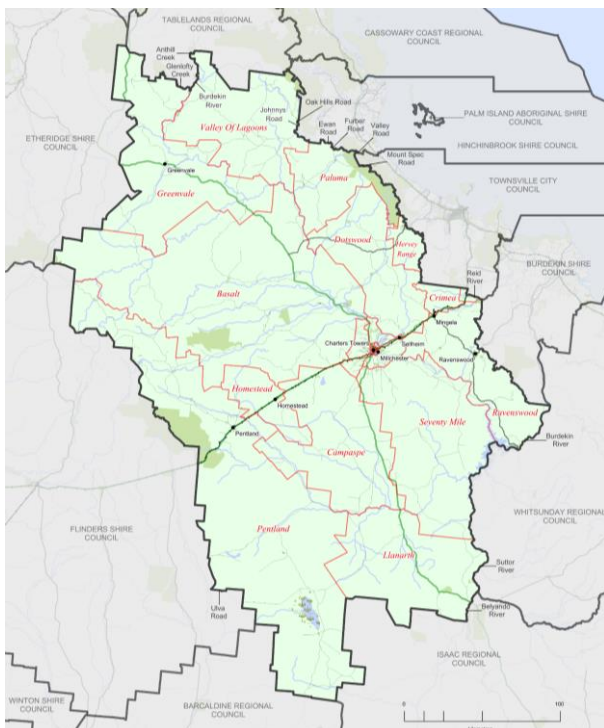 TABLELANDS REGIONAL
COUNCIL
CASSOWARY COAST REGIONAL
COUNCIL
Anthill
Creek
Glenlofty
Creek
Burdekin
River
Johnnys
Road
Oak Hills Road
Ewan
Road
Furber
Road
Valley
Road
PALM ISLAND ABORIGINAL SHIRE
COUNCIL
ETHERIDGE SHIRE
COUNCIL
Valley Of Lagoons
HINCHINBROOK SHIRE COUNCIL
Mount Spec
Road
Greenvale
Paluma
TOWNSVILLE CITY
COUNCIL
Greenvale
Dotswood
Hervey
Range
BURDEKIN SHIRE
COUNCIL
Reid
River
Basalt
Crimea
Mingela
Charters Towers
Sellheim
Millchester
Ravenswood
Homestead
Homestead
Ravenswood
Seventy Mile
Pentland
Burdekin
River
Campaspe
WHITSUNDAY REGIONAL
COUNCIL
FLINDERS SHIRE
COUNCIL
Pentland
Llanarth
Suttor
River
Ulva
Road
Belyando
River
ISAAC REGIONAL
COUNCIL
WINTON SHIRE
COUNCIL
BARCALDINE REGIONAL
COUNCIL
0 100